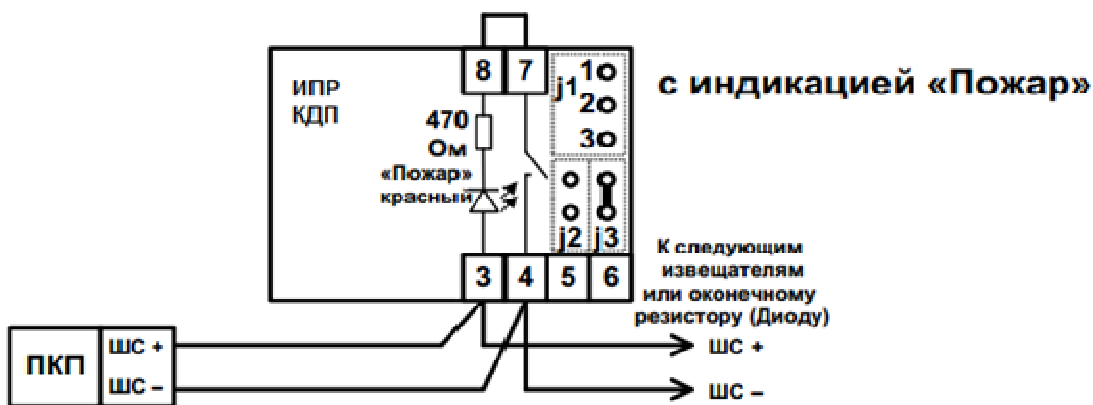 8 7
ИПР
КДП
j1
1
2
3
с индикацией «Пожар»
470
Ом
«Пожар»
красный
j2 j3
3 4 5 6
К следующим
извещателям
или оконечному
резистору (Диоду)
ПКП
ШС +
ШС –
ШС +
ШС –